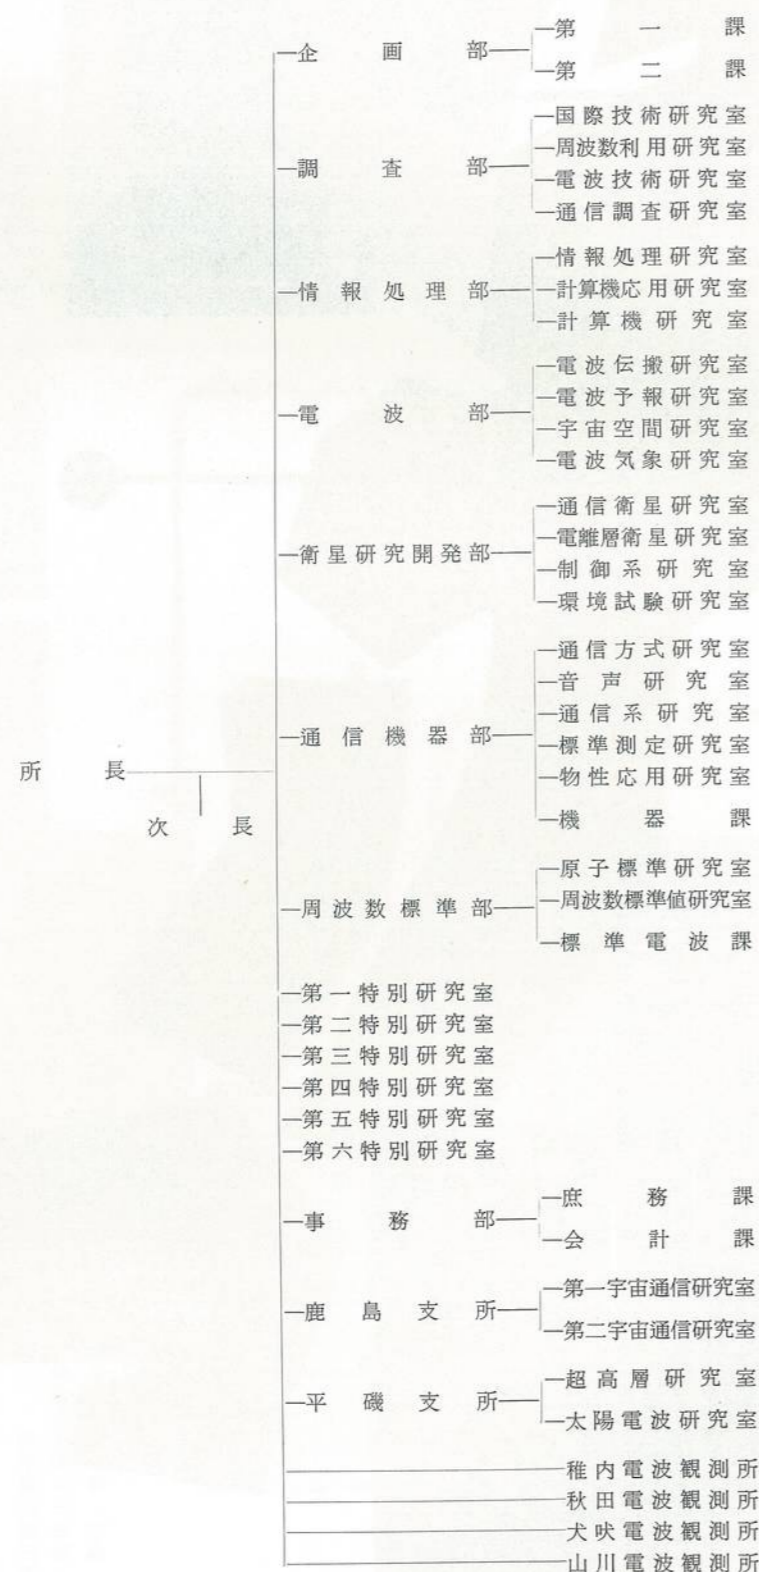 所長
次長
企画部
第一課
第二課
調査部
国際技術研究室
周波数利用研究室
電波技術研究室
通信調査研究室
情報処理部
情報処理研究室
計算機応用研究室
計算機研究室
電波部
電波伝搬研究室
電波予報研究室
宇宙空間研究室
電波気象研究室
衛星研究開発部
通信衛星研究室
電離層衛星研究室
制御系研究室
環境試験研究室
通信機器部
通信方式研究室
音声研究室
通信系研究室
標準測定研究室
物性応用研究室
機器課
周波数標準部
原子標準研究室
周波数標準値研究室
標準電波課
第一特別研究室
第二特別研究室
第三特別研究室
第四特別研究室
第五特別研究室
第六特別研究室
事務部
庶務課
会計課
鹿島支所
第一宇宙通信研究室
第二宇宙通信研究室
平磯支所
超高層研究室
太陽電波研究室
稚内電波観測所
秋田電波観測所
犬吠電波観測所
山川電波観測所